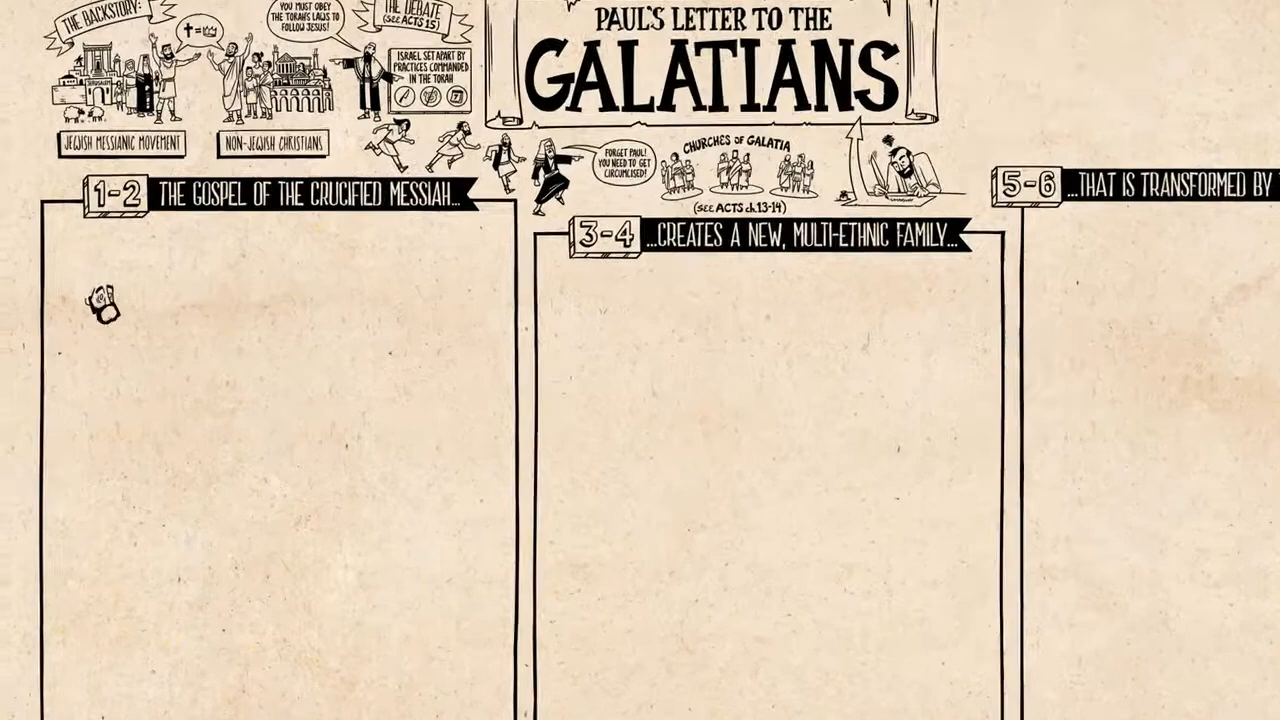 THE BACKSTORY:
YOU MUST OBEY
THE TORAH'S LAWS TO
FOLLOW JESUS!
THE DEBATE
(SEE ACTS 15)
ISRAEL SET APART BY
PRACTICES COMMANDED
IN THE TORAH
JEWISH MESSIANIC MOVEMENT
NON-JEWISH CHRISTIANS
PAUL'S LETTER TO THE
GALATIANS
FORGET PAUL!
YOU NEED TO GET
CIRCUMCISED!
CHURCHES OF GALATIA
(SEE ACTS ch.13-14)
1-2 THE GOSPEL OF THE CRUCIFIED MESSIAH...
3-4 ...CREATES A NEW, MULTI-ETHNIC FAMILY...
5-6 ...THAT IS TRANSFORMED BY